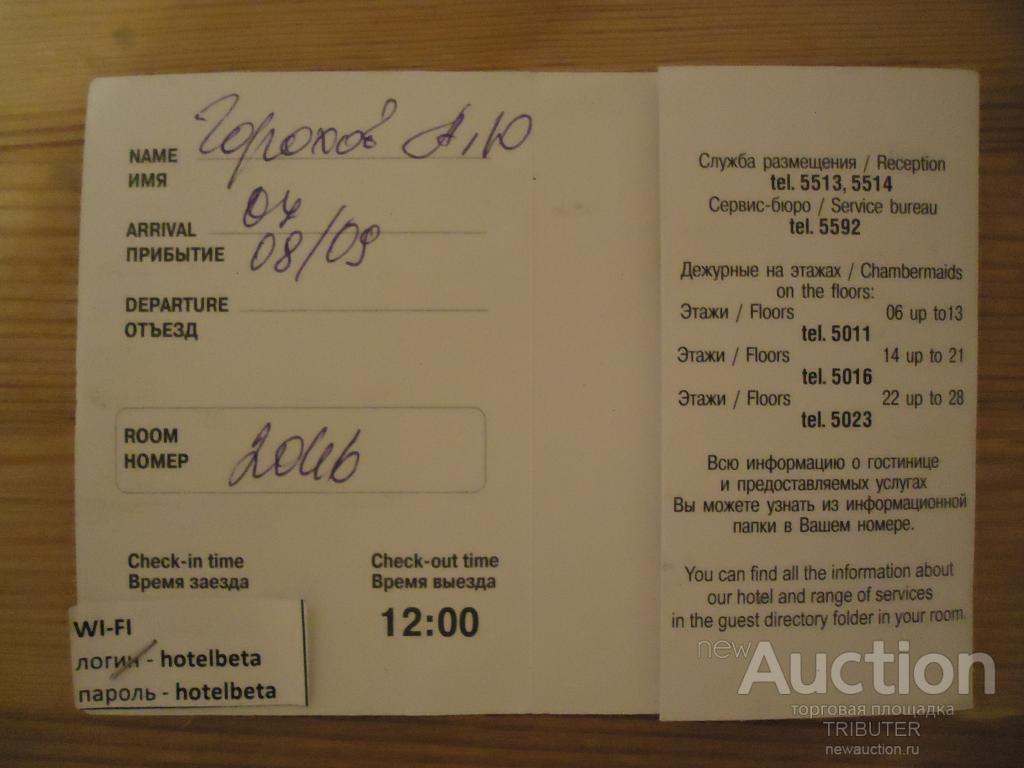 NAME Горохов А.Ю
ИМЯ
04
ARRIVAL
ПРИБЫТИЕ 08/09
DEPARTURE
ОТЪЕЗД
ROOM
НОМЕР 2046
Check-in time
Время заезда
Check-out time
Время выезда
12:00
WI-FI
логин - hotelbeta
пароль - hotelbeta
Служба размещения / Reception
tel. 5513, 5514
Сервис-бюро / Service bureau
tel. 5592
Дежурные на этажах / Chambermaids
on the floors:
Этажи / Floors 06 up to13
tel. 5011
Этажи / Floors 14 up to 21
tel. 5016
Этажи / Floors 22 up to 28
tel. 5023
Всю информацию о гостинице
и предоставляемых услугах
Вы можете узнать из информационной
папки в Вашем номере.
You can find all the information about
our hotel and range of services
in the guest directory folder in your room.
newAuction
торговая площадка
TRIBUTER
newauction.ru